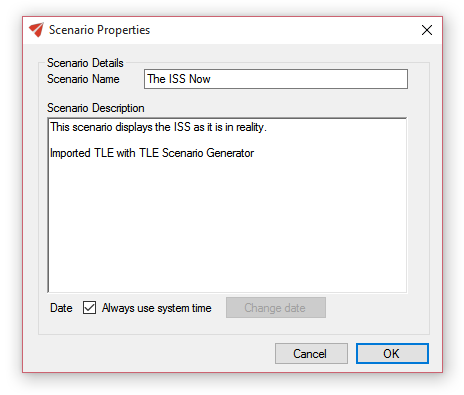 Scenario Properties
Scenario Details
Scenario Name The ISS Now
Scenario Description
This scenario displays the ISS as it is in reality.
Imported TLE with TLE Scenario Generator
Date Always use system time Change date
Cancel OK